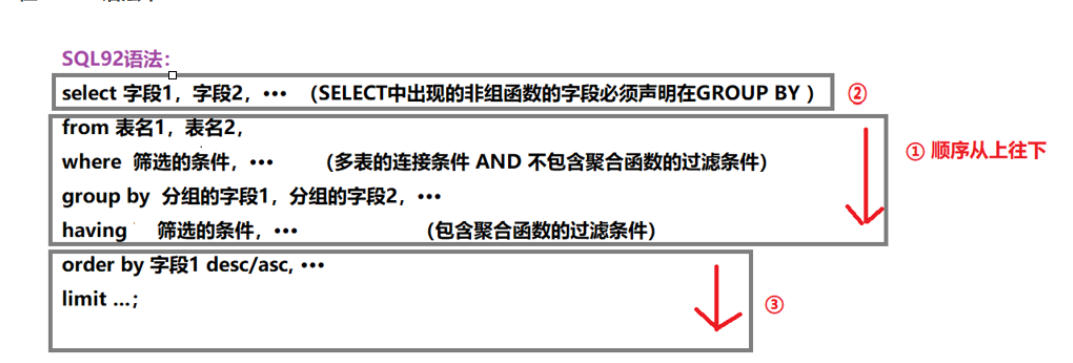 SQL92语法：
select 字段1，字段2，••• （SELECT中出现的非组函数的字段必须声明在GROUP BY ） ②
from 表名1，表名2，
where 筛选的条件，••• （多表的连接条件 AND 不包含聚合函数的过滤条件） ① 顺序从上往下
group by 分组的字段1，分组的字段2，•••
having 筛选的条件，••• （包含聚合函数的过滤条件）
order by 字段1 desc/asc, •••
limit ...； ③